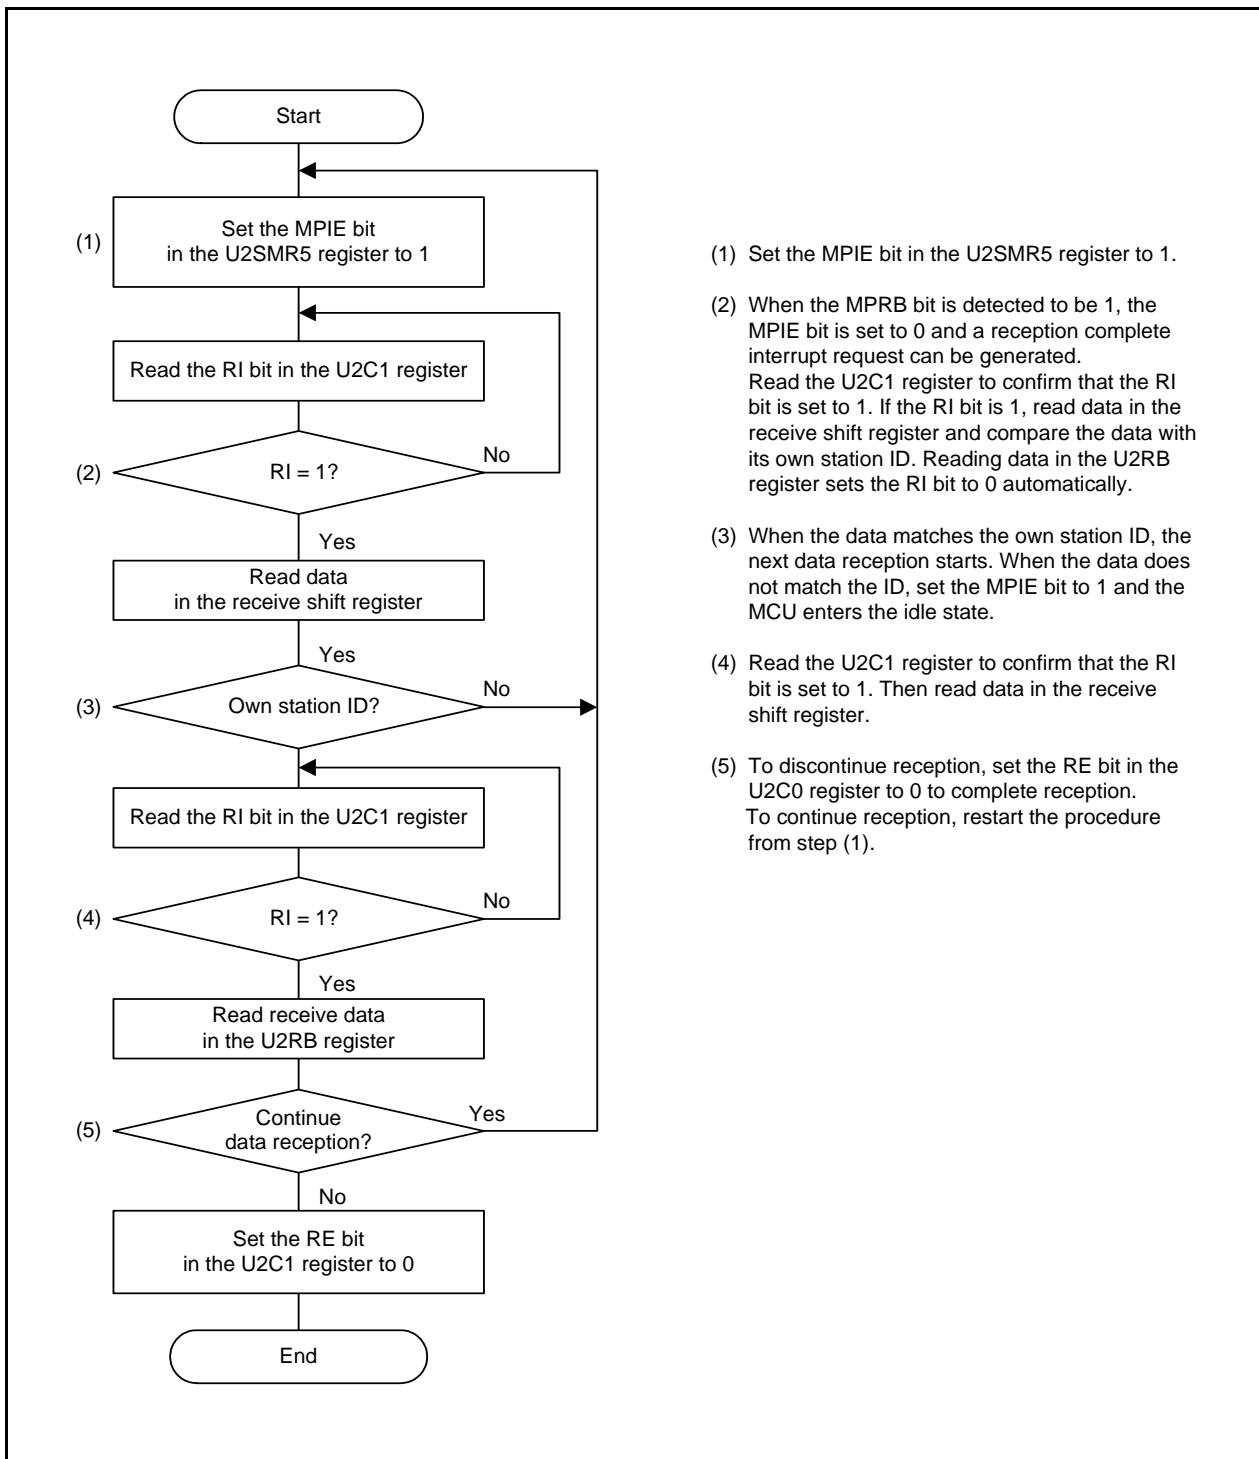 Start
(1)
Set the MPIE bit
in the U2SMR5 register to 1
Read the RI bit in the U2C1 register
(2)
RI = 1?
No
Yes
Read data
in the receive shift register
Yes
(3)
Own station ID?
No
Read the RI bit in the U2C1 register
(4)
RI = 1?
No
Yes
Read receive data
in the U2RB register
(5)
Continue
data reception?
Yes
No
Set the RE bit
in the U2C1 register to 0
End
(1) Set the MPIE bit in the U2SMR5 register to 1.
(2) When the MPRB bit is detected to be 1, the
MPIE bit is set to 0 and a reception complete
interrupt request can be generated.
Read the U2C1 register to confirm that the RI
bit is set to 1. If the RI bit is 1, read data in the
receive shift register and compare the data with
its own station ID. Reading data in the U2RB
register sets the RI bit to 0 automatically.
(3) When the data matches the own station ID, the
next data reception starts. When the data does
not match the ID, set the MPIE bit to 1 and the
MCU enters the idle state.
(4) Read the U2C1 register to confirm that the RI
bit is set to 1. Then read data in the receive
shift register.
(5) To discontinue reception, set the RE bit in the
U2C0 register to 0 to complete reception.
To continue reception, restart the procedure
from step (1).